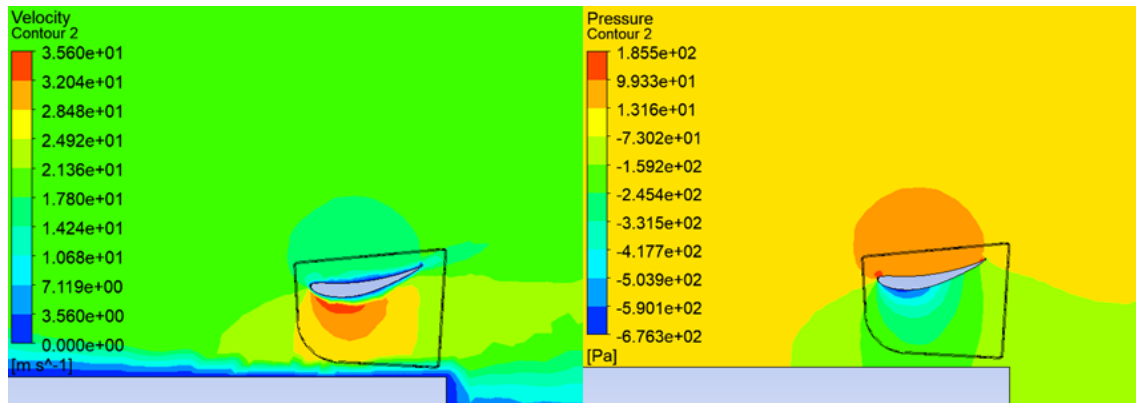 Velocity
Contour 2
3.560e+01
3.204e+01
2.848e+01
2.492e+01
2.136e+01
1.780e+01
1.424e+01
1.068e+01
7.119e+00
3.560e+00
0.000e+00
[m s^-1]
Pressure
Contour 2
1.855e+02
9.933e+01
1.316e+01
-7.302e+01
-1.592e+02
-2.454e+02
-3.315e+02
-4.177e+02
-5.039e+02
-5.901e+02
-6.763e+02
[Pa]